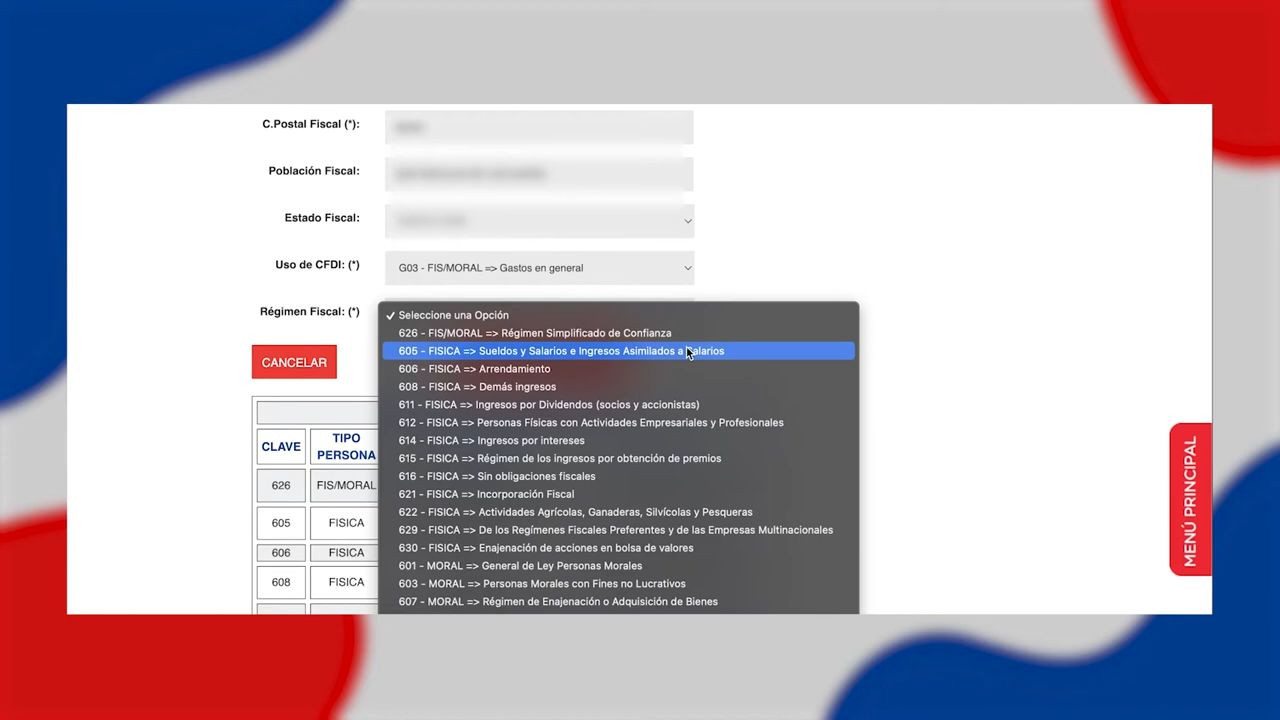 C.Postal Fiscal (*):
Población Fiscal:
Estado Fiscal:
Uso de CFDI: (*)
G03 - FIS/MORAL => Gastos en general
Régimen Fiscal: (*)
✓ Seleccione una Opción
626 - FIS/MORAL => Régimen Simplificado de Confianza
605 - FISICA => Sueldos y Salarios e Ingresos Asimilados a Salarios
606 - FISICA => Arrendamiento
608 - FISICA => Demás ingresos
611 - FISICA => Ingresos por Dividendos (socios y accionistas)
612 - FISICA => Personas Físicas con Actividades Empresariales y Profesionales
614 - FISICA => Ingresos por intereses
615 - FISICA => Régimen de los ingresos por obtención de premios
616 - FISICA => Sin obligaciones fiscales
621 - FISICA => Incorporación Fiscal
622 - FISICA => Actividades Agrícolas, Ganaderas, Silvícolas y Pesqueras
629 - FISICA => De los Regímenes Fiscales Preferentes y de las Empresas Multinacionales
630 - FISICA => Enajenación de acciones en bolsa de valores
601 - MORAL => General de Ley Personas Morales
603 - MORAL => Personas Morales con Fines no Lucrativos
607 - MORAL => Régimen de Enajenación o Adquisición de Bienes
CANCELAR
CLAVE
TIPO
PERSONA
626 FIS/MORAL
605 FISICA
606 FISICA
608 FISICA
MENÚ PRINCIPAL